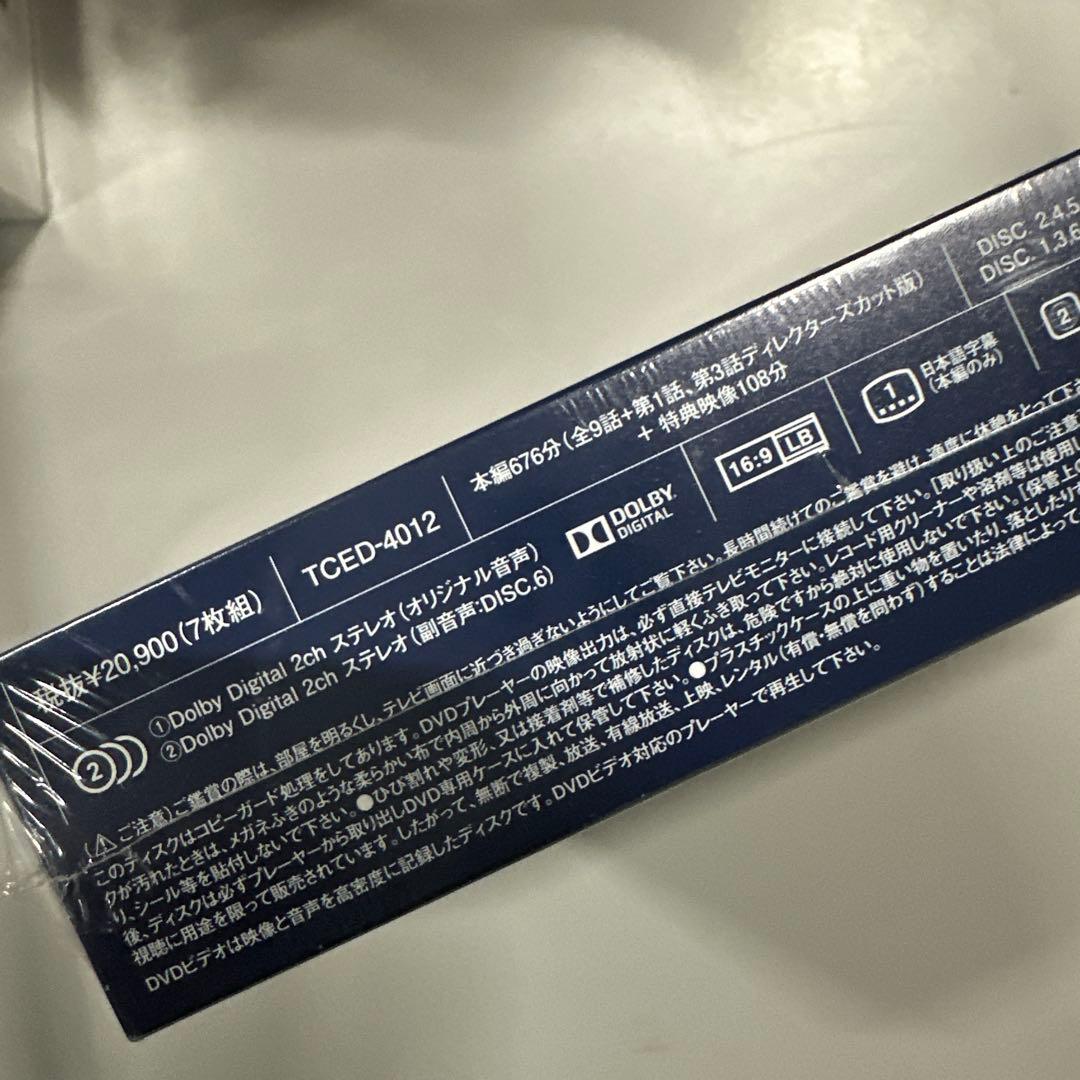 税抜¥20,900(7枚組)
TCED-4012
本編676分(全9話+第1話、第3話ディレクターズカット版)
+ 特典映像108分
DISC 2,4,5
DISC. 1,3,6
2
①Dolby Digital 2ch ステレオ(オリジナル音声)
②Dolby Digital 2ch ステレオ(副音声:DISC.6)
DOLBY
DIGITAL
16:9 LB
1
日本語字幕
(本編のみ)
2
(⚠ ご注意)ご鑑賞の際は、部屋を明るくし、テレビ画面に近づき過ぎないようにしてご覧下さい。長時間続けてのご鑑賞を避け、適度に休憩をとって下
このディスクはコピーガード処理をしてあります。DVDプレーヤーの映像出力は、必ず直接テレビモニターに接続して下さい。[取り扱い上のご注意
クが汚れたときは、メガネふきのような柔らかい布で内周から外周に向かって放射状に軽くふき取って下さい。レコード用クリーナーや溶剤等は使用し
り、シール等を貼付しないで下さい。●ひび割れや変形、又は接着剤等で補修したディスクは、危険ですから絶対に使用しないで下さい。[保管上の
後、ディスクは必ずプレーヤーから取り出しDVD専用ケースに入れて保管して下さい。●プラスチックケースの上に重い物を置いたり、落としたり
視聴に用途を限って販売されています。したがって、無断で複製、放送、有線放送、上映、レンタル(有償・無償を問わず)することは法律によって
DVDビデオは映像と音声を高密度に記録したディスクです。DVDビデオ対応のプレーヤーで再生して下さい。